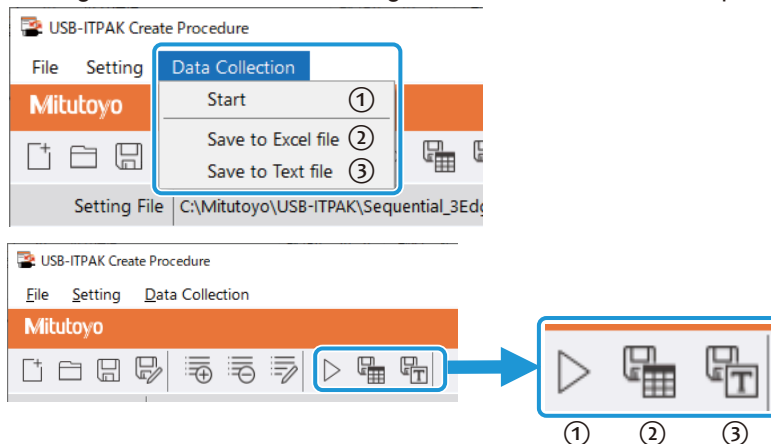 USB-ITPAK Create Procedure
File Setting Data Collection
Mitutoyo
Start ①
Save to Excel file ②
Save to Text file ③
Setting File C:\Mitutoyo\USB-ITPAK\Sequential_3Edg
USB-ITPAK Create Procedure
File Setting Data Collection
Mitutoyo
T
T
① ② ③